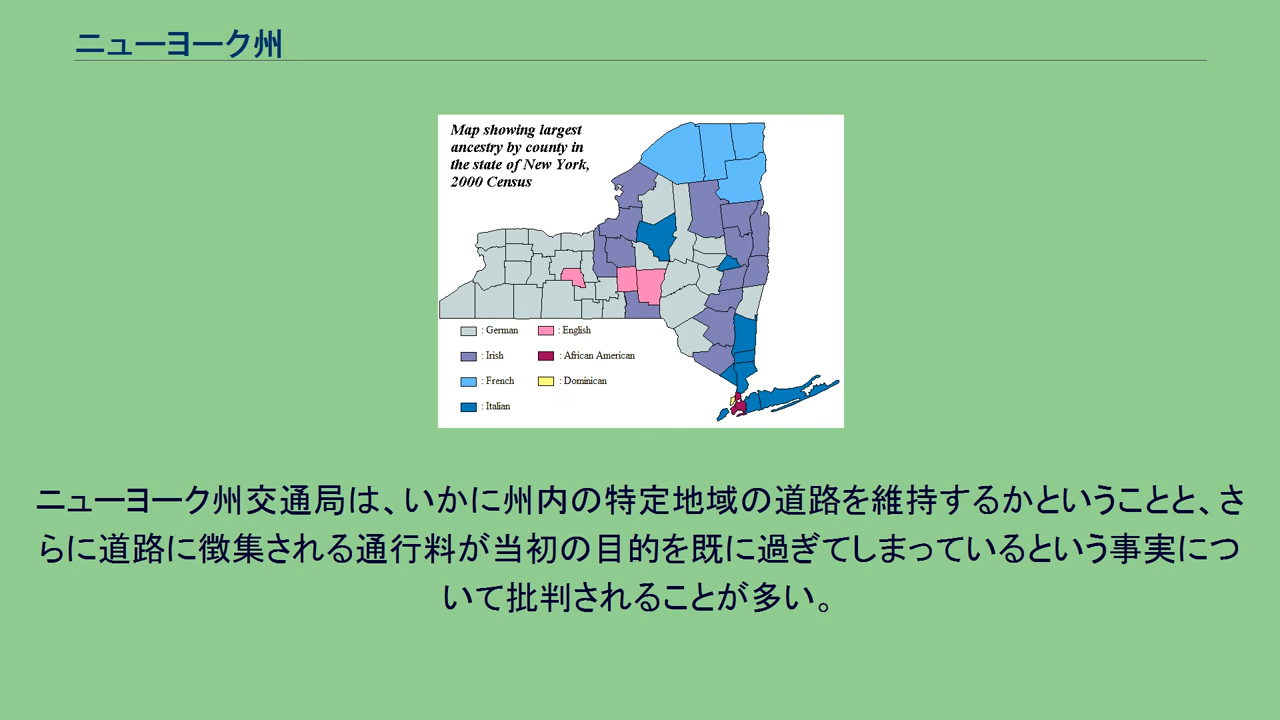 ニューヨーク州
Map showing largest
ancestry by county in
the state of New York,
2000 Census
: German
: English
: Irish
: African American
: French
: Dominican
: Italian
ニューヨーク州交通局は、いかに州内の特定地域の道路を維持するかということと、さ
らに道路に徴集される通行料が当初の目的を既に過ぎてしまっているという事実につ
いて批判されることが多い。